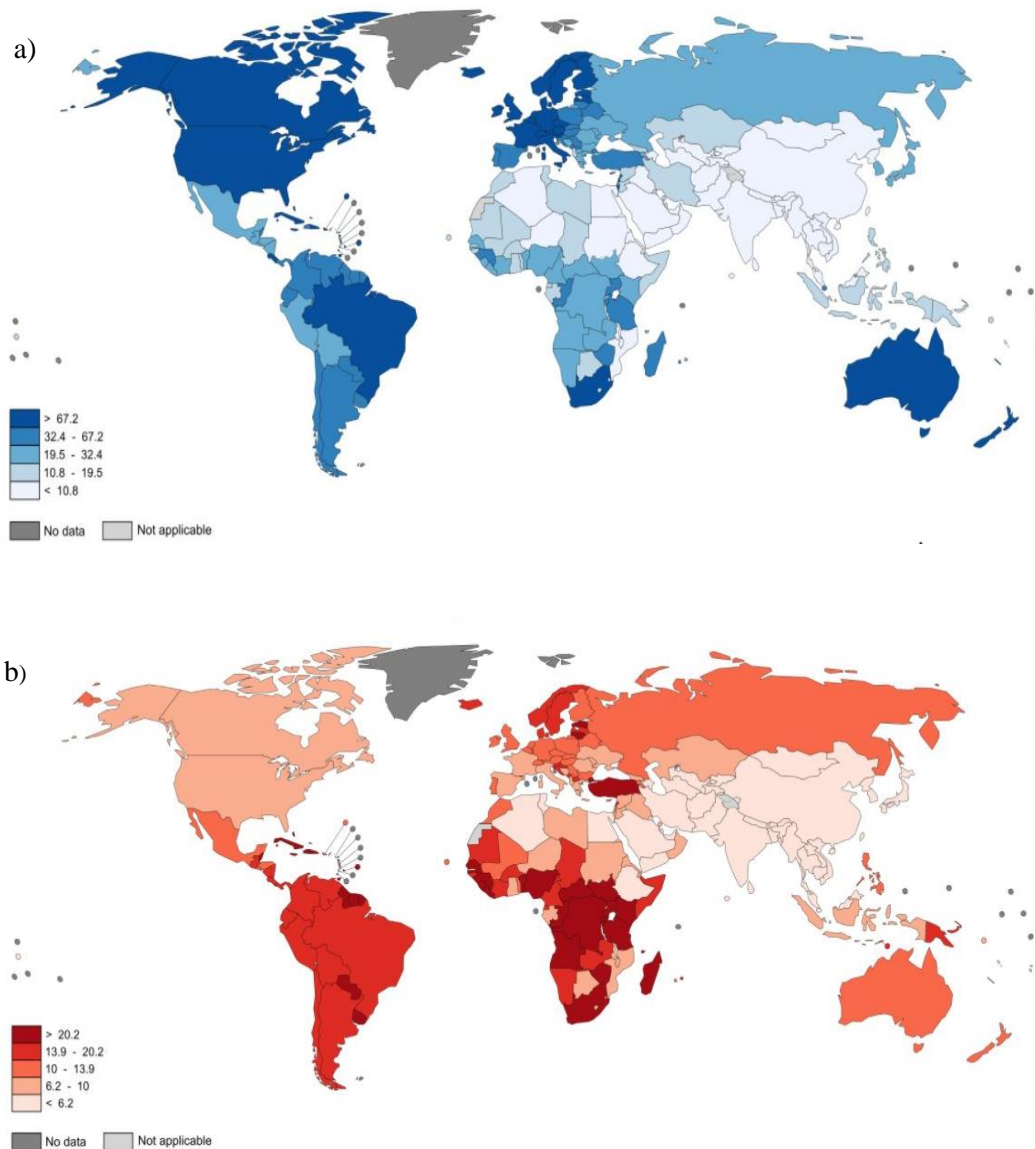 a)
> 67.2
32.4 - 67.2
19.5 - 32.4
10.8 - 19.5
< 10.8
No data Not applicable
b)
> 20.2
13.9 - 20.2
10 - 13.9
6.2 - 10
< 6.2
No data Not applicable